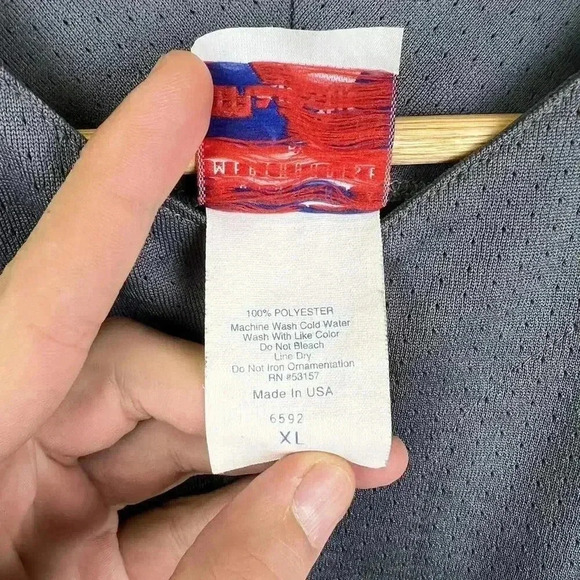 100% POLYESTER
Machine Wash Cold Water
Wash With Like Color
Do Not Bleach
Line Dry
Do Not Iron Ornamentation
RN #53157
Made In USA
6592
XL